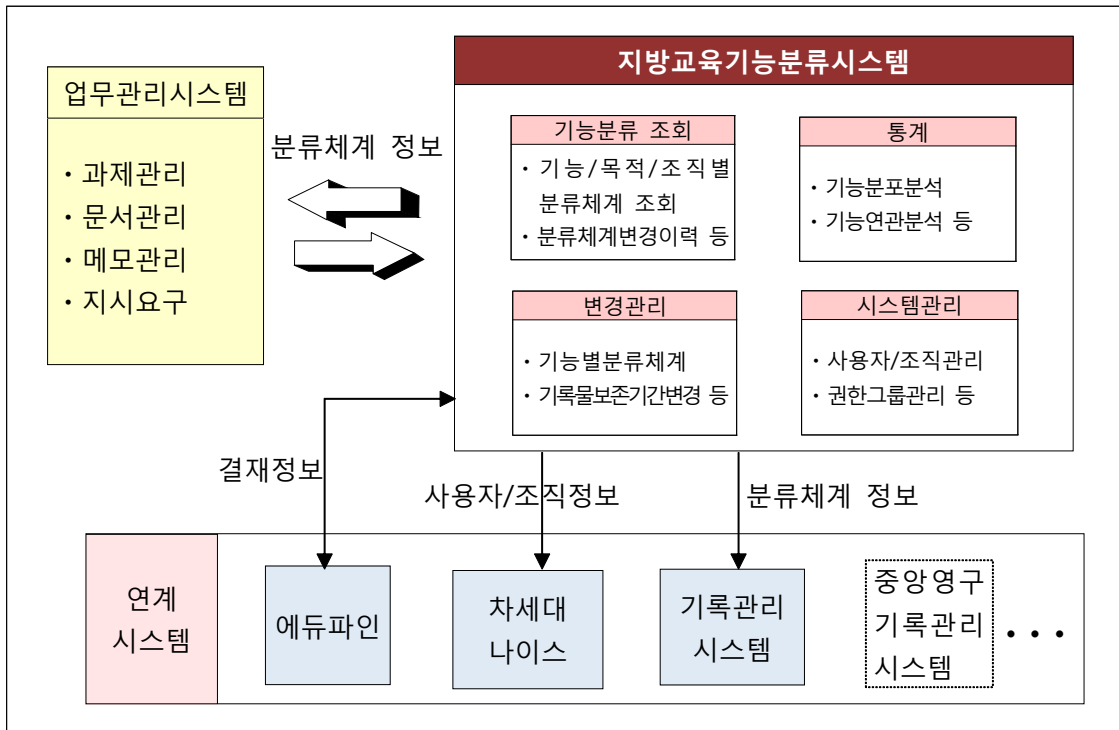 지방교육기능분류시스템
업무관리시스템
· 과제관리
· 문서관리
· 메모관리
· 지시요구
분류체계 정보
기능분류 조회
· 기능/목적/조직별
분류체계 조회
· 분류체계변경이력 등
통계
· 기능분포분석
· 기능연관분석 등
변경관리
· 기능별분류체계
· 기록물보존기간변경 등
시스템관리
· 사용자/조직관리
· 권한그룹관리 등
결재정보
사용자/조직정보
분류체계 정보
연계
시스템
에듀파인
차세대
나이스
기록관리
시스템
중앙영구
기록관리
시스템
• • •